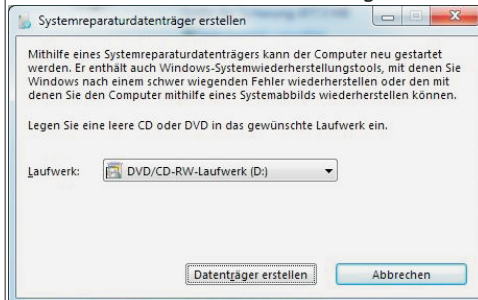 Systemreparaturdatenträger erstellen
Mithilfe eines Systemreparaturdatenträgers kann der Computer neu gestartet
werden. Er enthält auch Windows-Systemwiederherstellungstools, mit denen Sie
Windows nach einem schwer wiegenden Fehler wiederherstellen oder den mit
denen Sie den Computer mithilfe eines Systemabbilds wiederherstellen können.
Legen Sie eine leere CD oder DVD in das gewünschte Laufwerk ein.
Laufwerk: DVD/CD-RW-Laufwerk (D:)
Datenträger erstellen Abbrechen